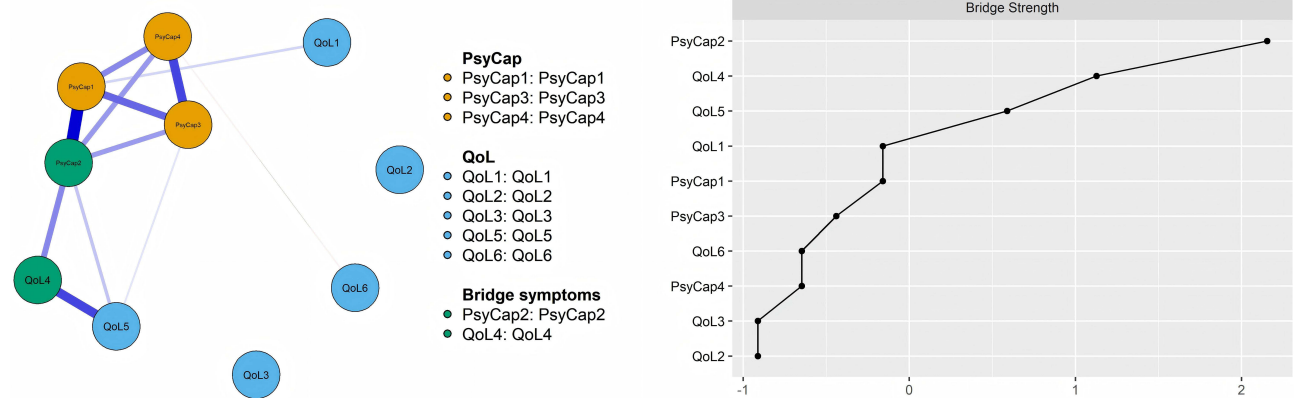 PsyCap4
QoL1
PsyCap1
PsyCap3
PsyCap2
QoL2
QoL4
QoL5
QoL6
QoL3
PsyCap
PsyCap1: PsyCap1
PsyCap3: PsyCap3
PsyCap4: PsyCap4
QoL
QoL1: QoL1
QoL2: QoL2
QoL3: QoL3
QoL5: QoL5
QoL6: QoL6
Bridge symptoms
PsyCap2: PsyCap2
QoL4: QoL4
Bridge Strength
PsyCap2
QoL4
QoL5
QoL1
PsyCap1
PsyCap3
QoL6
PsyCap4
QoL3
QoL2
-1 0 1 2